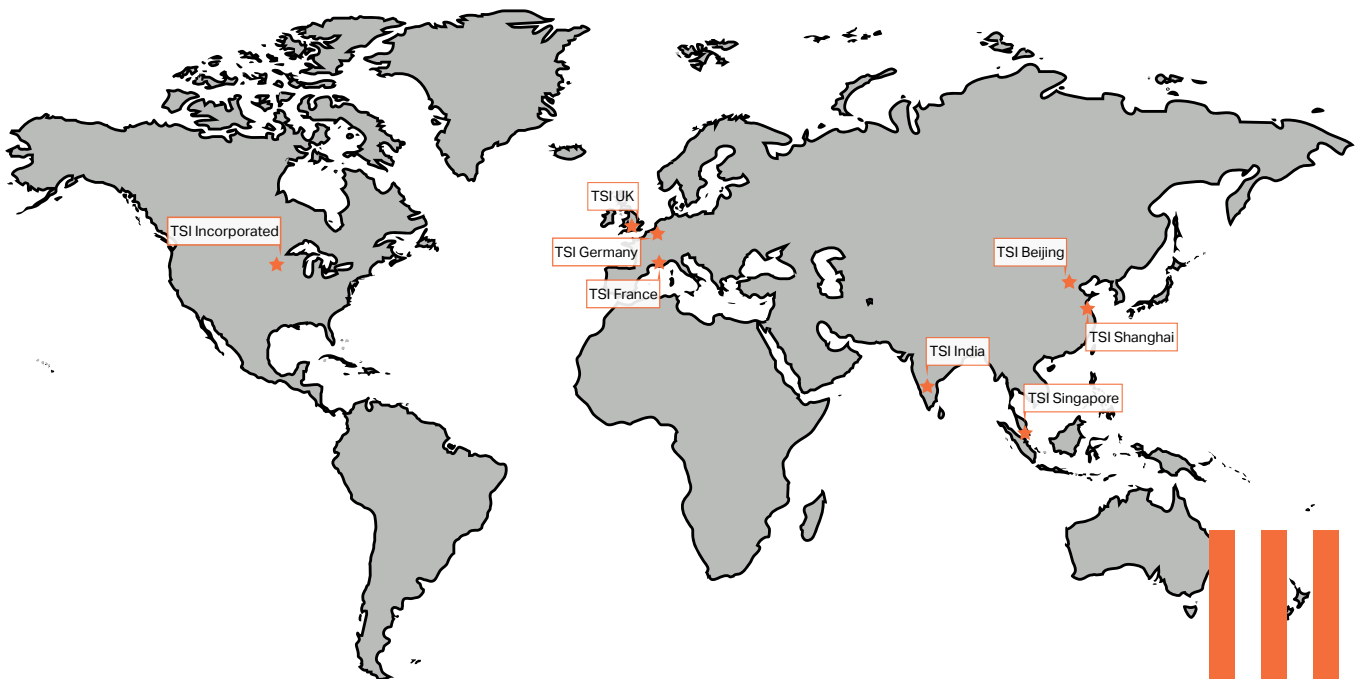 TSI UK
TSI Incorporated
TSI Germany
TSI Beijing
TSI France
TSI Shanghai
TSI India
TSI Singapore